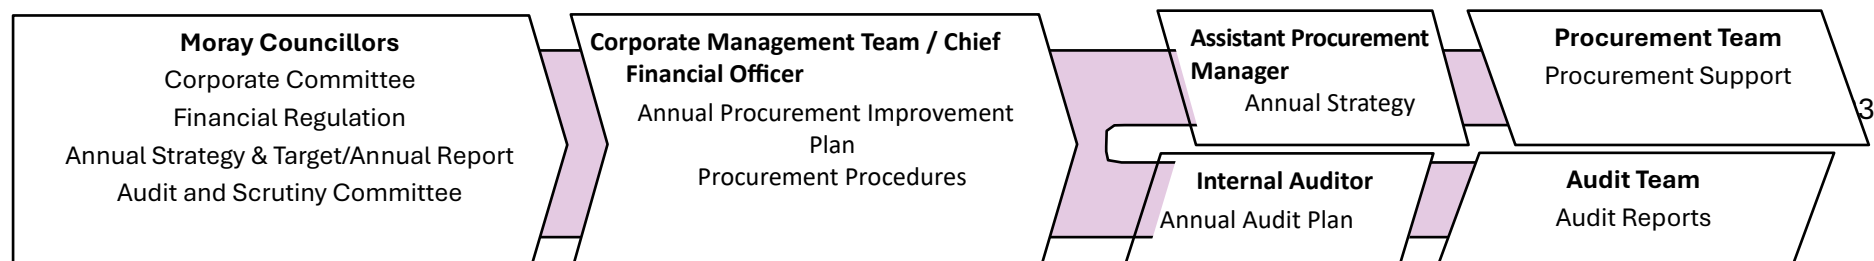 Moray Councillors
Corporate Committee
Financial Regulation
Annual Strategy & Target/Annual Report
Audit and Scrutiny Committee
Corporate Management Team / Chief
Financial Officer
Annual Procurement Improvement
Plan
Procurement Procedures
Assistant Procurement
Manager
Annual Strategy
Procurement Team
Procurement Support
3
Internal Auditor
Annual Audit Plan
Audit Team
Audit Reports